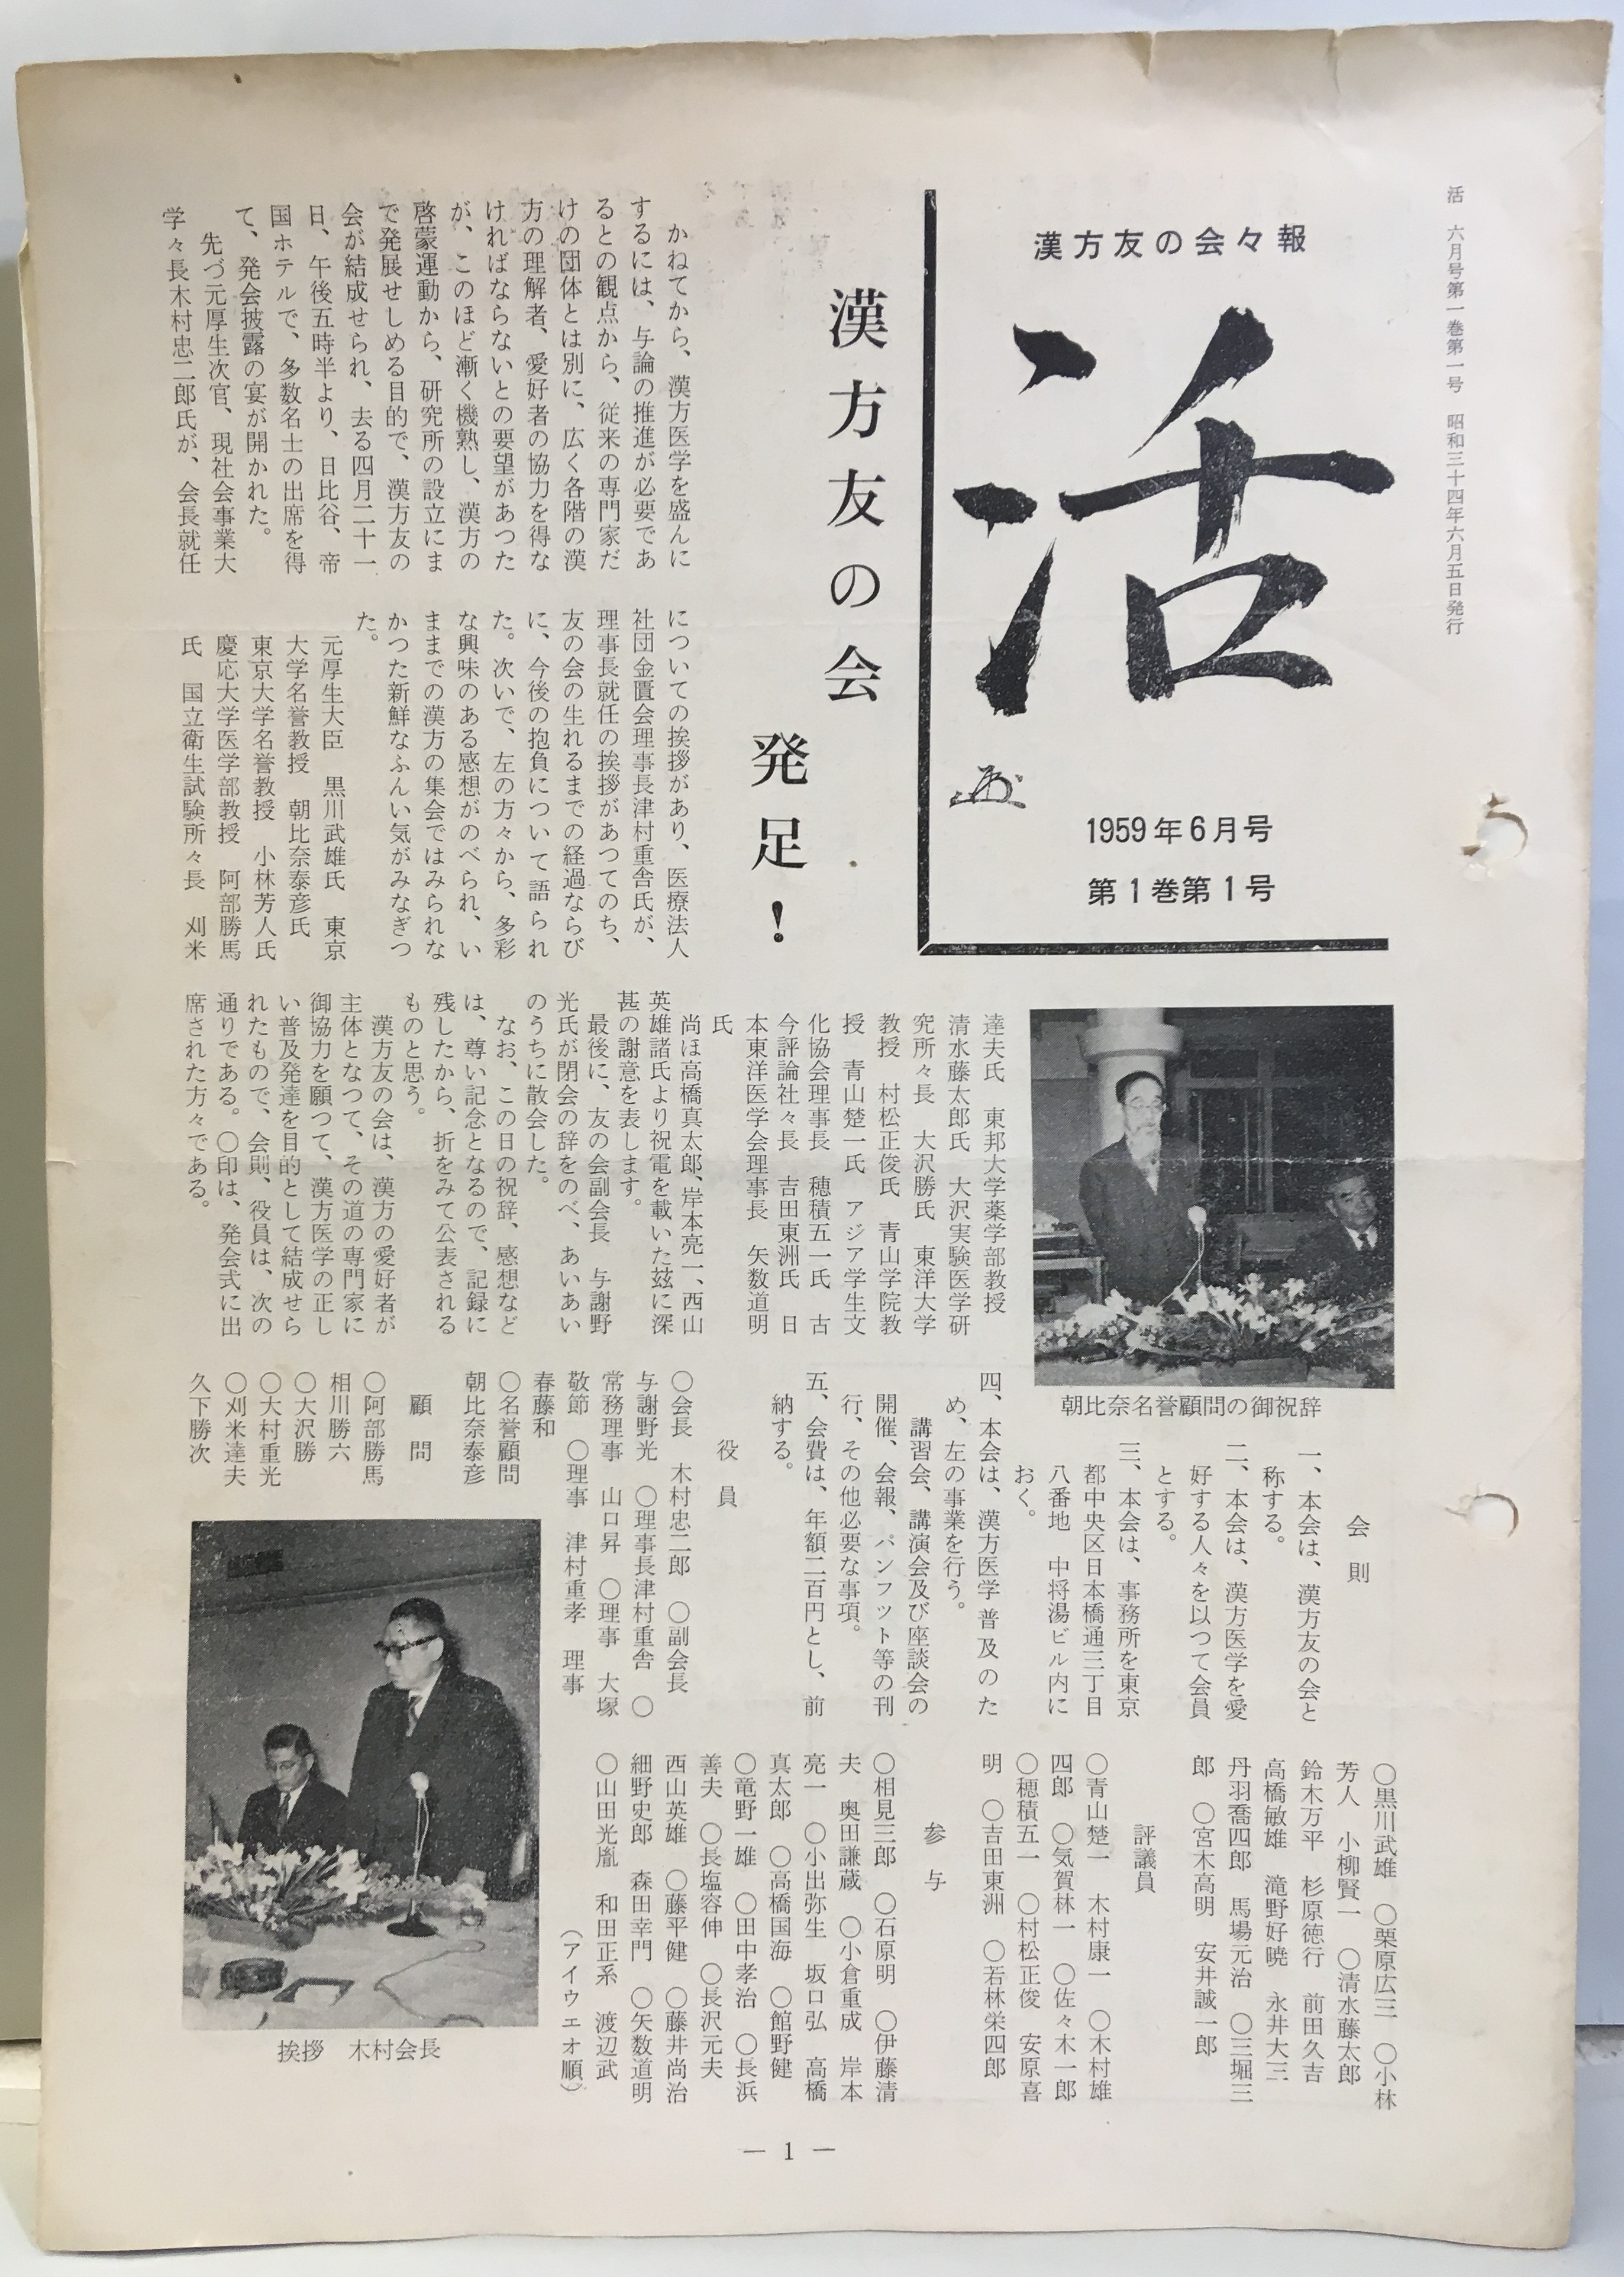 活 六月号第一巻第一号 昭和三十四年六月五日発行
漢方友の会々報
活
1959年6月号
第1巻第1号
漢方友の会
発足!
かねてから、漢方医学を盛んに
するには、与論の推進が必要であ
るとの観点から、従来の専門家だ
けの団体とは別に、広く各階の漢
方の理解者、愛好者の協力を得な
ければならないとの要望があつた
が、このほど漸く機熟し、漢方の
啓蒙運動から、研究所の設立にま
で発展せしめる目的で、漢方友の
会が結成せられ、去る四月二十一
日、午後五時半より、日比谷、帝
国ホテルで、多数名士の出席を得
て、発会披露の宴が開かれた。
先づ元厚生次官、現社会事業大
学々長木村忠二郎氏が、会長就任
についての挨拶があり、医療法人
社団金匱会理事長津村重舎氏が、
理事長就任の挨拶があつてのち、
友の会の生れるまでの経過ならび
に、今後の抱負について語られ
た。次いで、左の方々から、多彩
な興味のある感想がのべられ、い
ままでの漢方の集会ではみられな
かつた新鮮なふんい気がみなぎつ
た。
元厚生大臣 黒川武雄氏 東京
大学名誉教授 朝比奈泰彦氏
東京大学名誉教授 小林芳人氏
慶応大学医学部教授 阿部勝馬
氏 国立衛生試験所々長 刈米
達夫氏 東邦大学薬学部教授
清水藤太郎氏 大沢実験医学研
究所々長 大沢勝氏 東洋大学
教授 村松正俊氏 青山学院教
授 青山楚一氏 アジア学生文
化協会理事長 穂積五一氏 古
今評論社々長 吉田東洲氏 日
本東洋医学会理事長 矢数道明
氏
尚ほ高橋真太郎、岸本亮一、西山
英雄諸氏より祝電を載いた玆に深
甚の謝意を表します。
最後に、友の会副会長 与謝野
光氏が閉会の辞をのべ、あいあい
のうちに散会した。
なお、この日の祝辞、感想など
は、尊い記念となるので、記録に
残したから、折をみて公表される
ものと思う。
漢方友の会は、漢方の愛好者が
主体となつて、その道の専門家に
御協力を願つて、漢方医学の正し
い普及発達を目的として結成せら
れたもので、会則、役員は、次の
通りである。〇印は、発会式に出
席された方々である。
朝比奈名誉顧問の御祝辞
会則
一、本会は、漢方友の会と
称する。
二、本会は、漢方医学を愛
好する人々を以つて会員
とする。
三、本会は、事務所を東京
都中央区日本橋通三丁目
八番地 中将湯ビル内に
おく。
四、本会は、漢方医学普及のた
め、左の事業を行う。
講習会、講演会及び座談会の
開催、会報、パンフット等の刊
行、その他必要な事項。
五、会費は、年額二百円とし、前
納する。
役員
〇会長 木村忠二郎 〇副会長
与謝野光 〇理事長津村重舎 〇
常務理事 山口昇 〇理事 大塚
敬節 〇理事 津村重孝 理事
春藤和
〇名誉顧問
朝比奈泰彦
顧問
〇阿部勝馬
相川勝六
〇大沢勝
〇大村重光
〇刈米達夫
久下勝次
挨拶 木村会長
〇黒川武雄 〇栗原広三 〇小林
芳人 小柳賢一 〇清水藤太郎
鈴木万平 杉原徳行 前田久吉
高橋敏雄 滝野好暁 永井大三
丹羽喬四郎 馬場元治 〇三堀三
郎 〇宮木高明 安井誠一郎
評議員
〇青山楚一 木村康一 〇木村雄
四郎 〇気賀林一 〇佐々木一郎
〇穂積五一 〇村松正俊 安原喜
明 〇吉田東洲 〇若林栄四郎
参与
〇相見三郎 〇石原明 〇伊藤清
夫 奥田謙蔵 〇小倉重成 岸本
亮一 〇小出弥生 坂口弘 高橋
真太郎 〇高橋国海 〇館野健
〇竜野一雄 〇田中孝治 〇長浜
善夫 〇長塩容伸 〇長沢元夫
西山英雄 〇藤平健 〇藤井尚治
細野史郎 森田幸門 〇矢数道明
〇山田光胤 和田正系 渡辺武
(アイウエオ順)
— 1 —